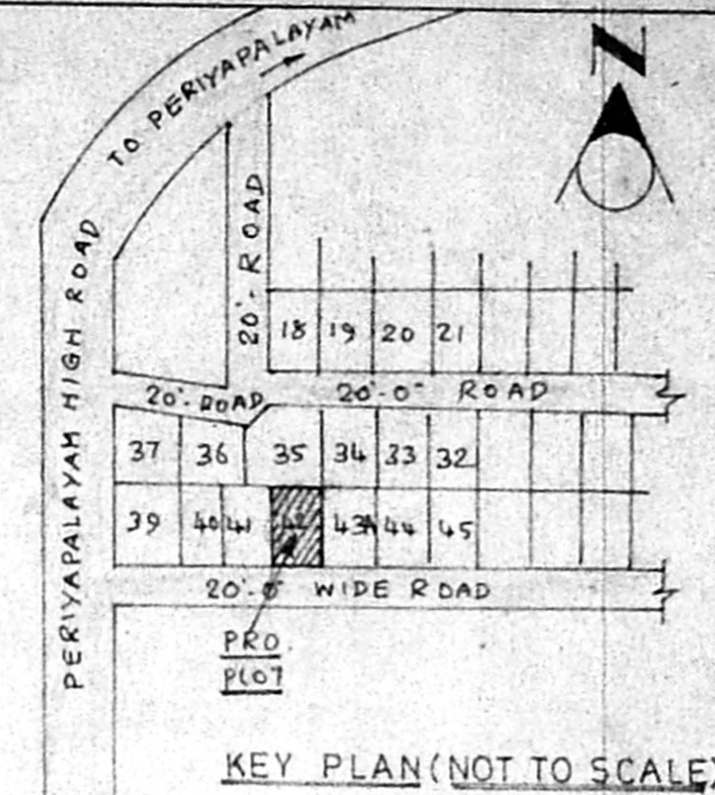 TO PERIYAPALAYAM
N
PERIYAPALAYAM HIGH ROAD
20'-ROAD
18 19 20 21
20'-ROAD
20'-0" ROAD
37 36 35 34 33 32
39 40 41 42 43A 44 45
20'-0" WIDE ROAD
PRO
PLOT
KEY PLAN (NOT TO SCALE)